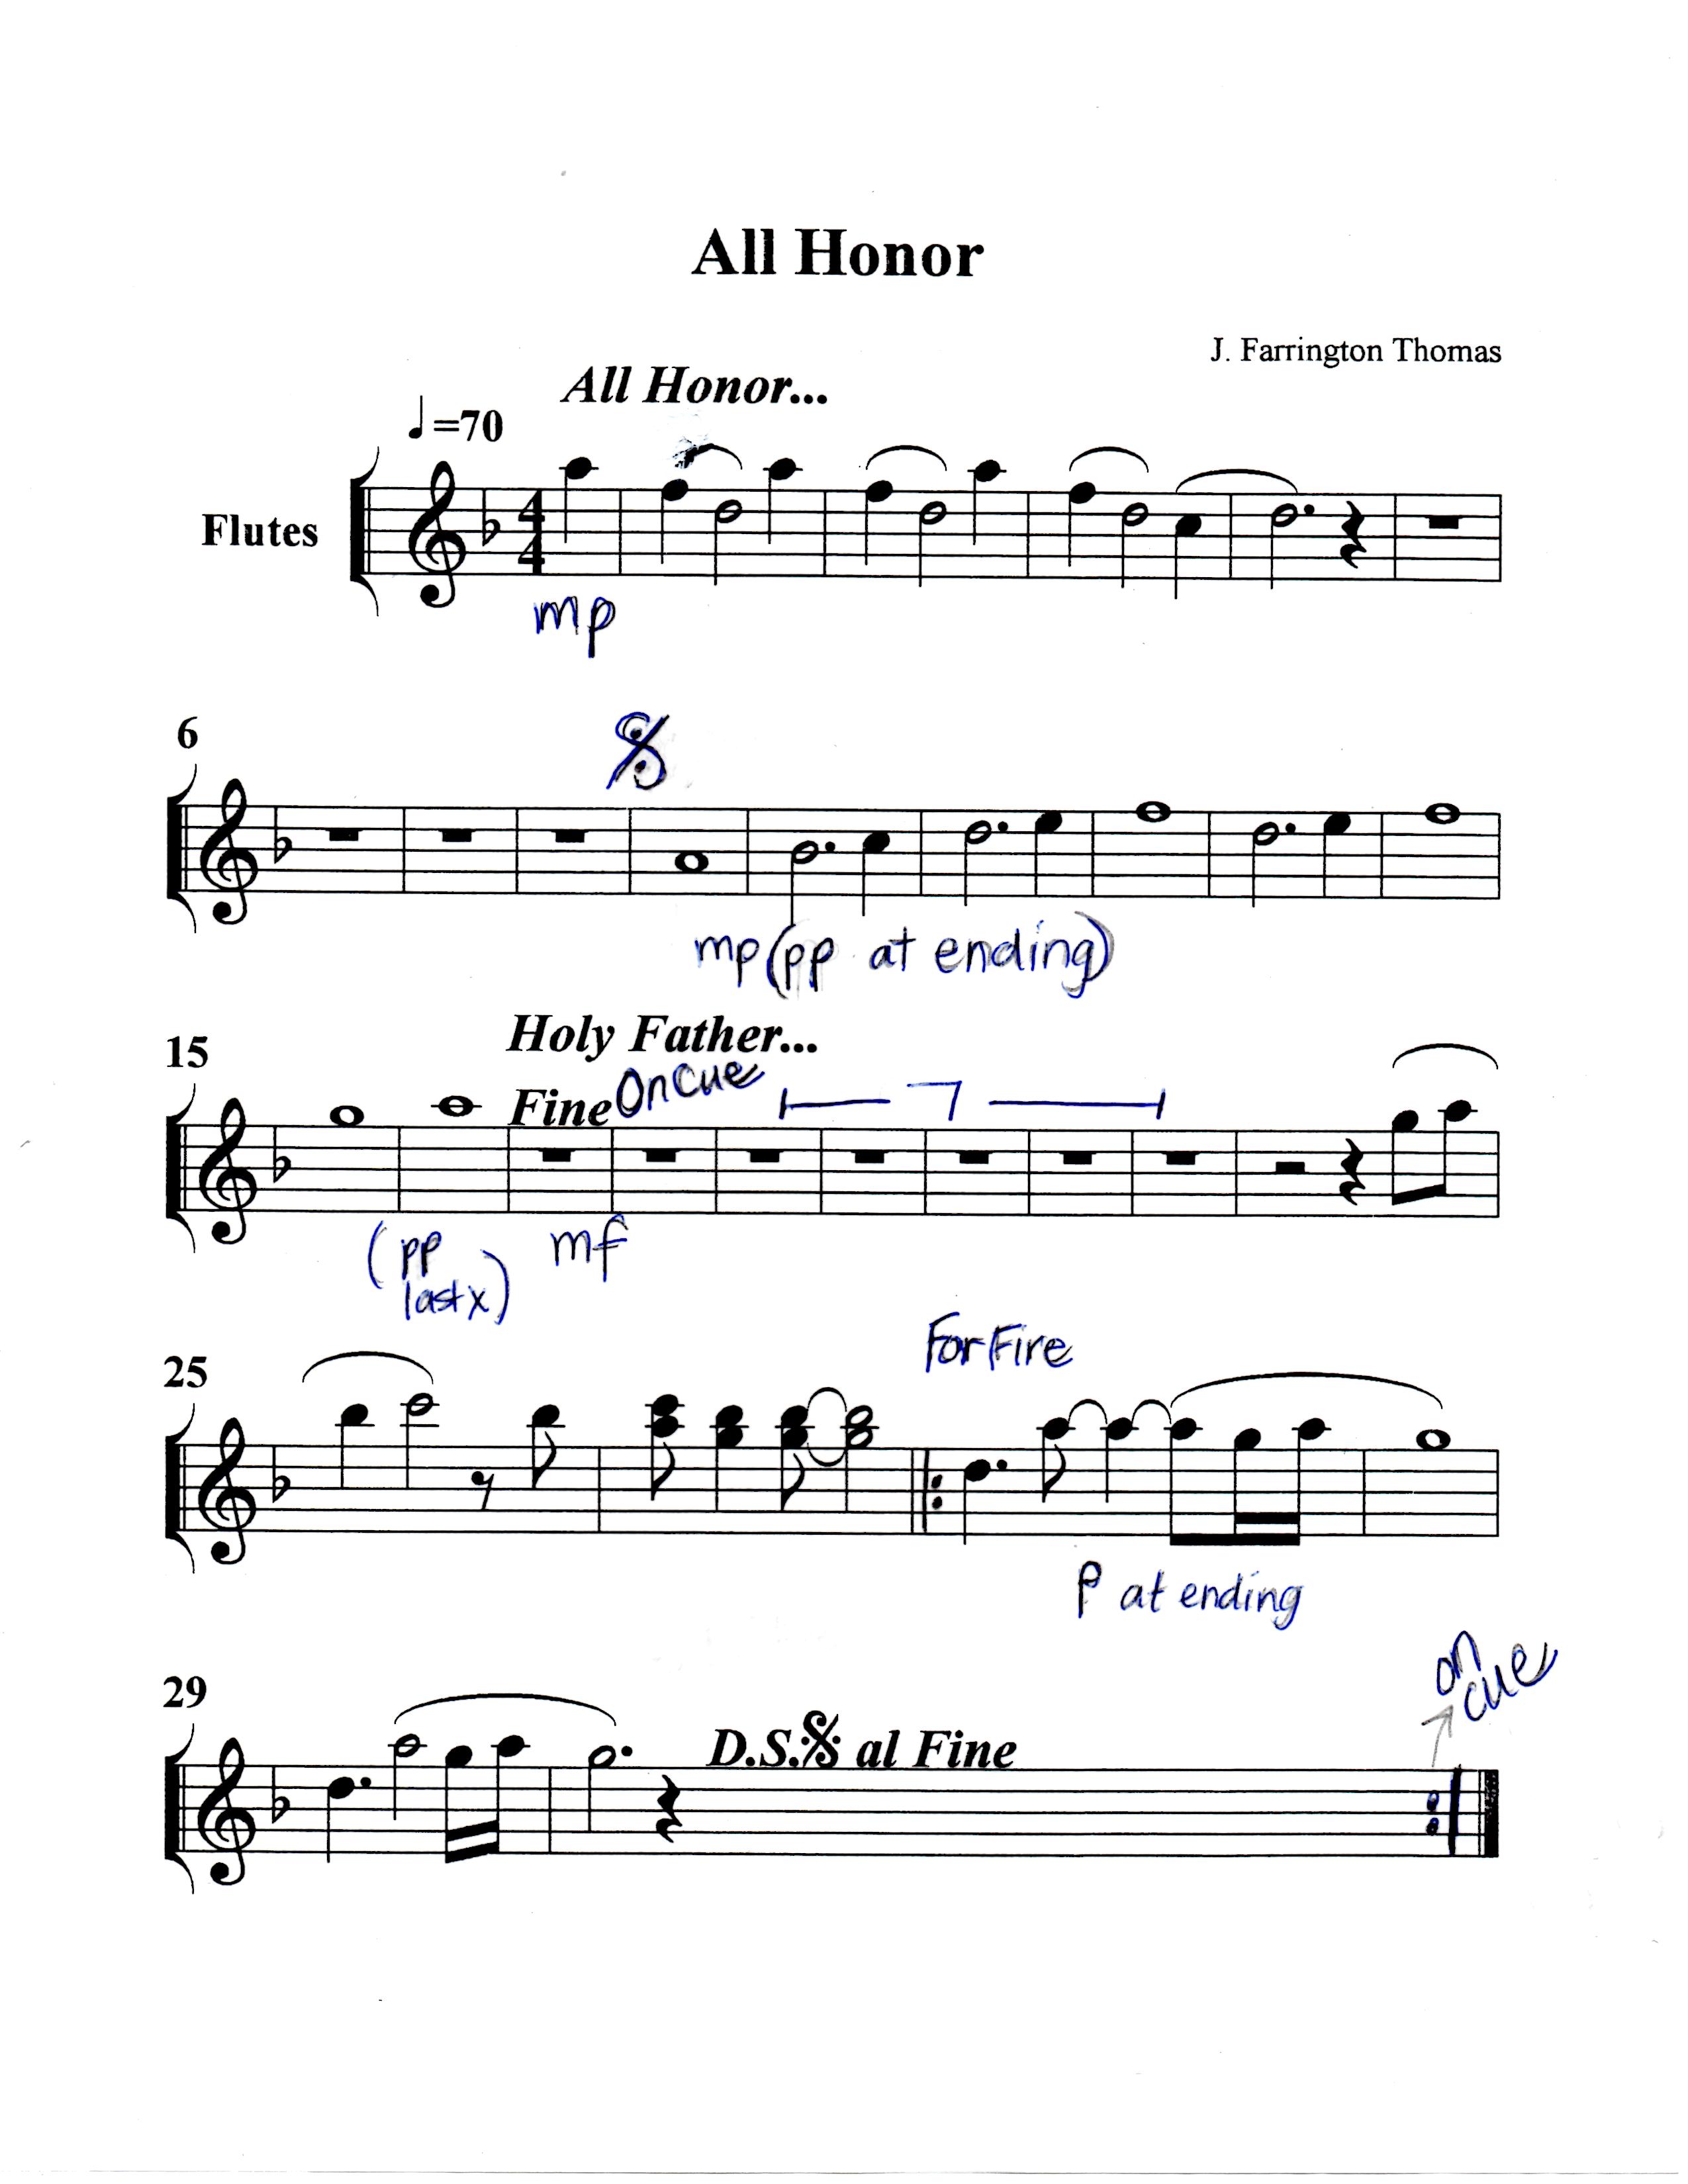 All Honor
J. Farrington Thomas
All Honor...
♩=70
Flutes
4
4
mp
6
mp (pp at ending)
Holy Father...
15
Fine On Cue
7
(pp
last x)
mf
For Fire
25
P at ending
on
cue
29
D.S. 𝄋 al Fine